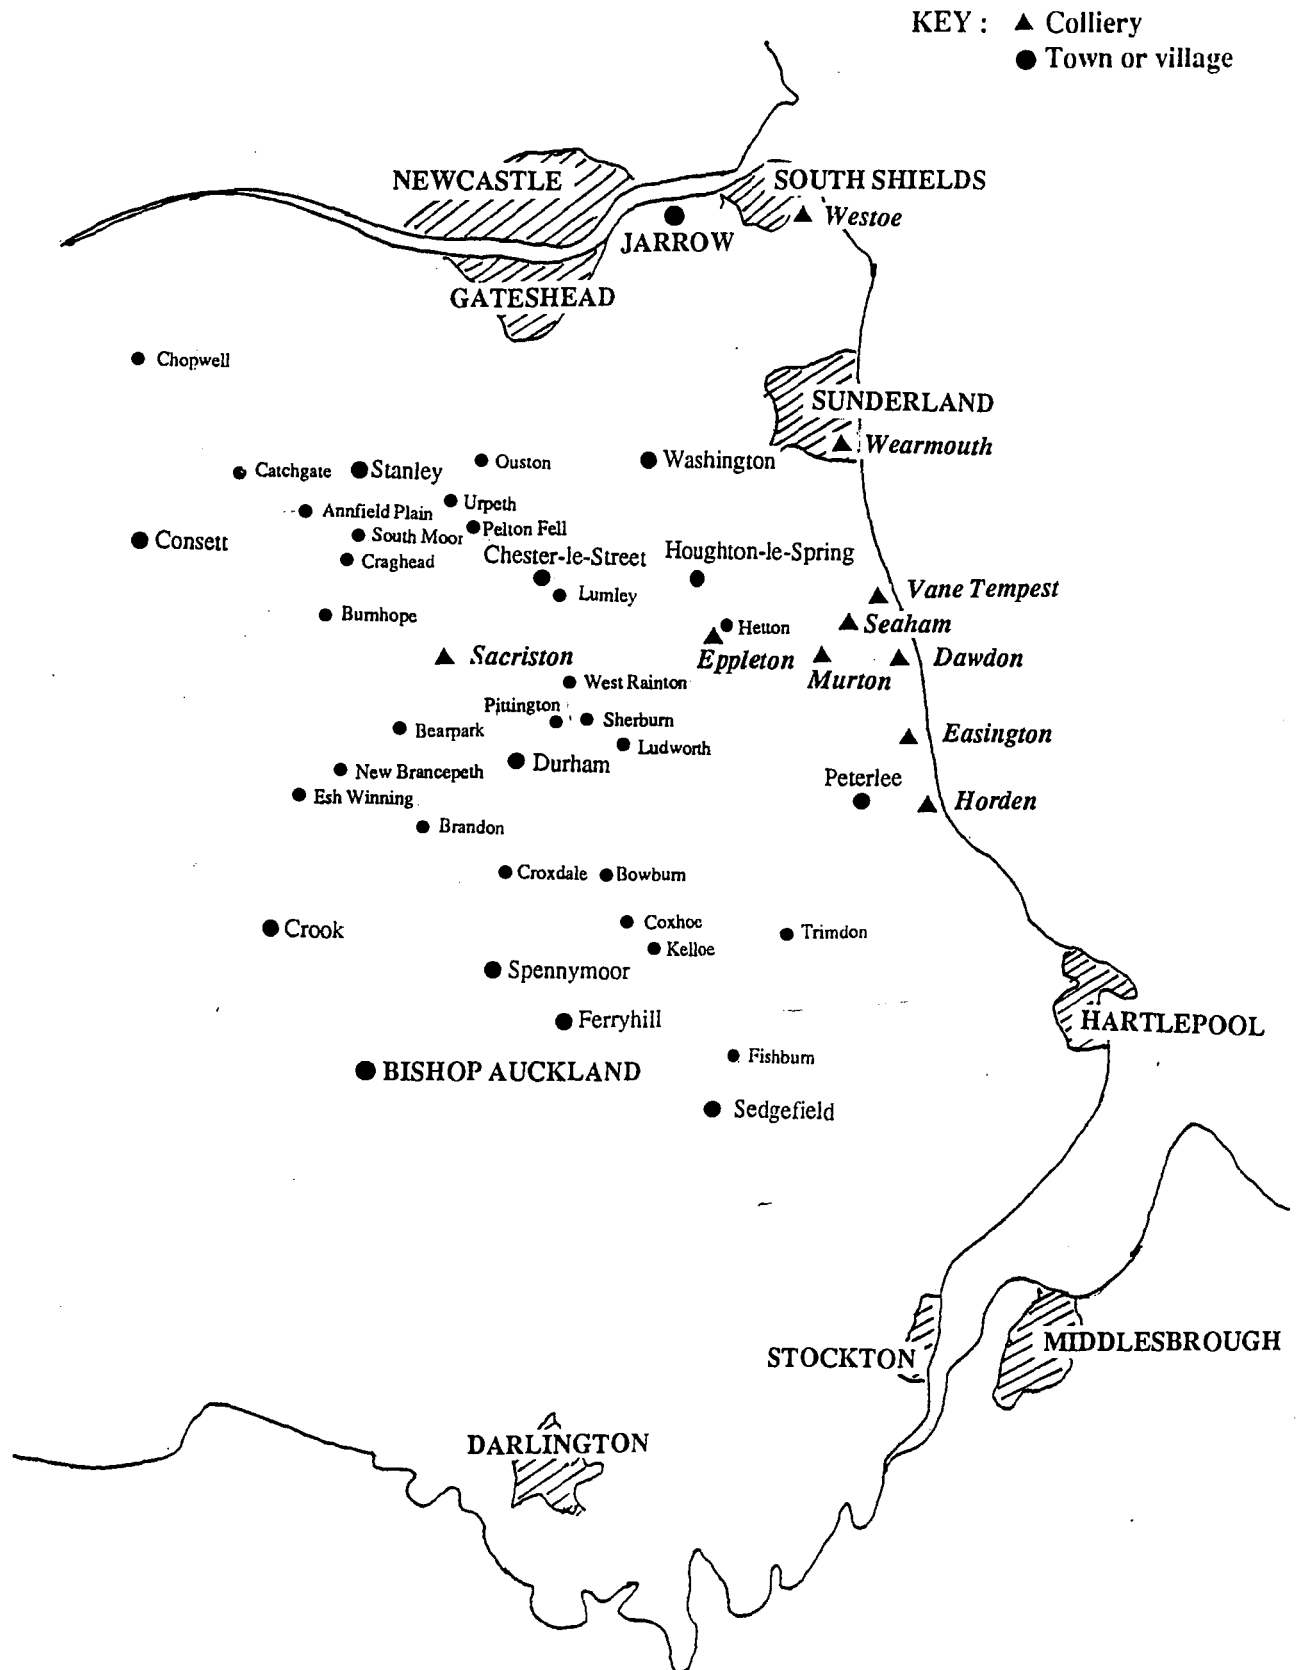 KEY : ▲ Colliery
● Town or village
NEWCASTLE
SOUTH SHIELDS
Westoe
JARROW
GATESHEAD
Chopwell
SUNDERLAND
Wearmouth
Catchgate
Stanley
Ouston
Washington
Annfield Plain
Urpeth
Consett
South Moor
Pelton Fell
Craghead
Chester-le-Street
Houghton-le-Spring
Lumley
Vane Tempest
Burnhope
Hetton
Seaham
Sacriston
Eppleton
Murton
Dawdon
West Rainton
Pittington
Sherburn
Bearpark
Ludworth
Easington
New Brancepeth
Durham
Peterlee
Esh Winning
Horden
Brandon
Croxdale
Bowburn
Crook
Coxhoe
Trimdon
Kelloe
Spennymoor
Ferryhill
HARTLEPOOL
Fishburn
BISHOP AUCKLAND
Sedgefield
STOCKTON
MIDDLESBROUGH
DARLINGTON